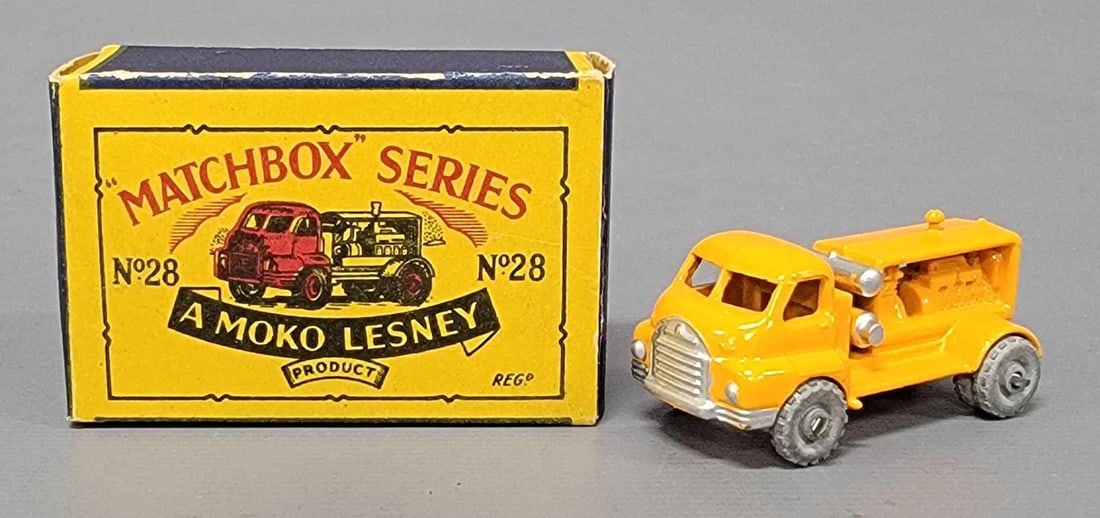 "MATCHBOX" SERIES
Nº28 Nº28
A MOKO LESNEY
PRODUCT
REGD